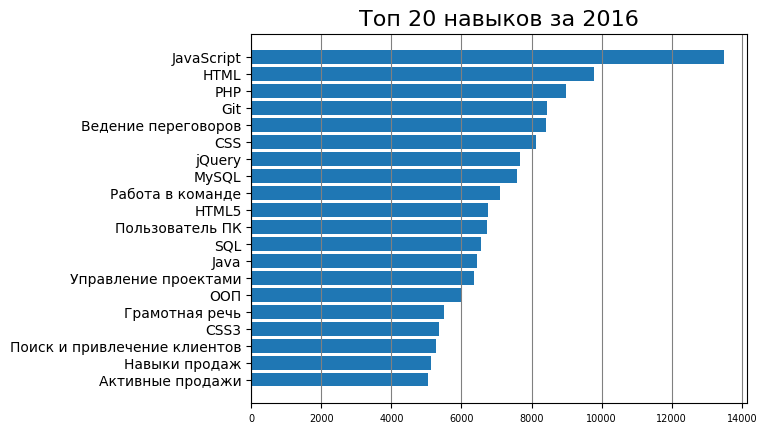 Топ 20 навыков за 2016
JavaScript
HTML
PHP
Git
Ведение переговоров
CSS
jQuery
MySQL
Работа в команде
HTML5
Пользователь ПК
SQL
Java
Управление проектами
ООП
Грамотная речь
CSS3
Поиск и привлечение клиентов
Навыки продаж
Активные продажи
0 2000 4000 6000 8000 10000 12000 14000